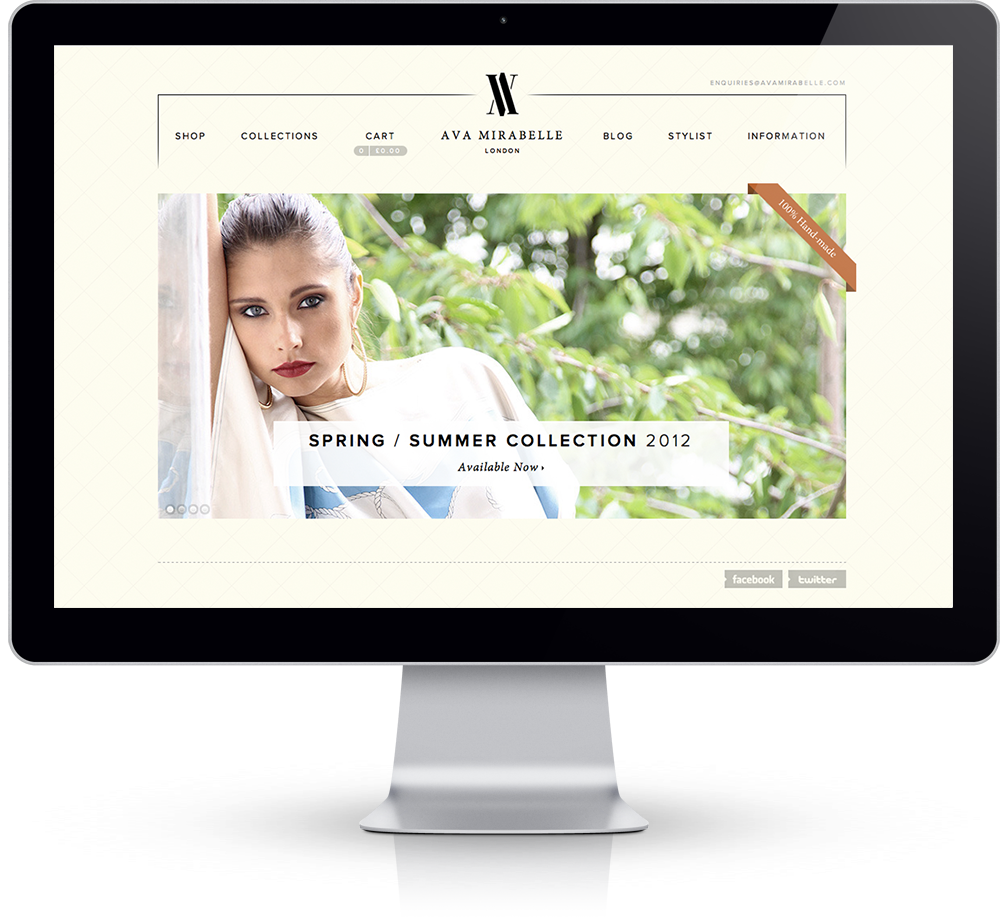 ENQUIRIES@AVAMIRABELLE.COM
SHOP
COLLECTIONS
CART
0 | £0.00
AVA MIRABELLE
LONDON
BLOG
STYLIST
INFORMATION
100% Hand-made
SPRING / SUMMER COLLECTION 2012
Available Now ›
facebook
twitter